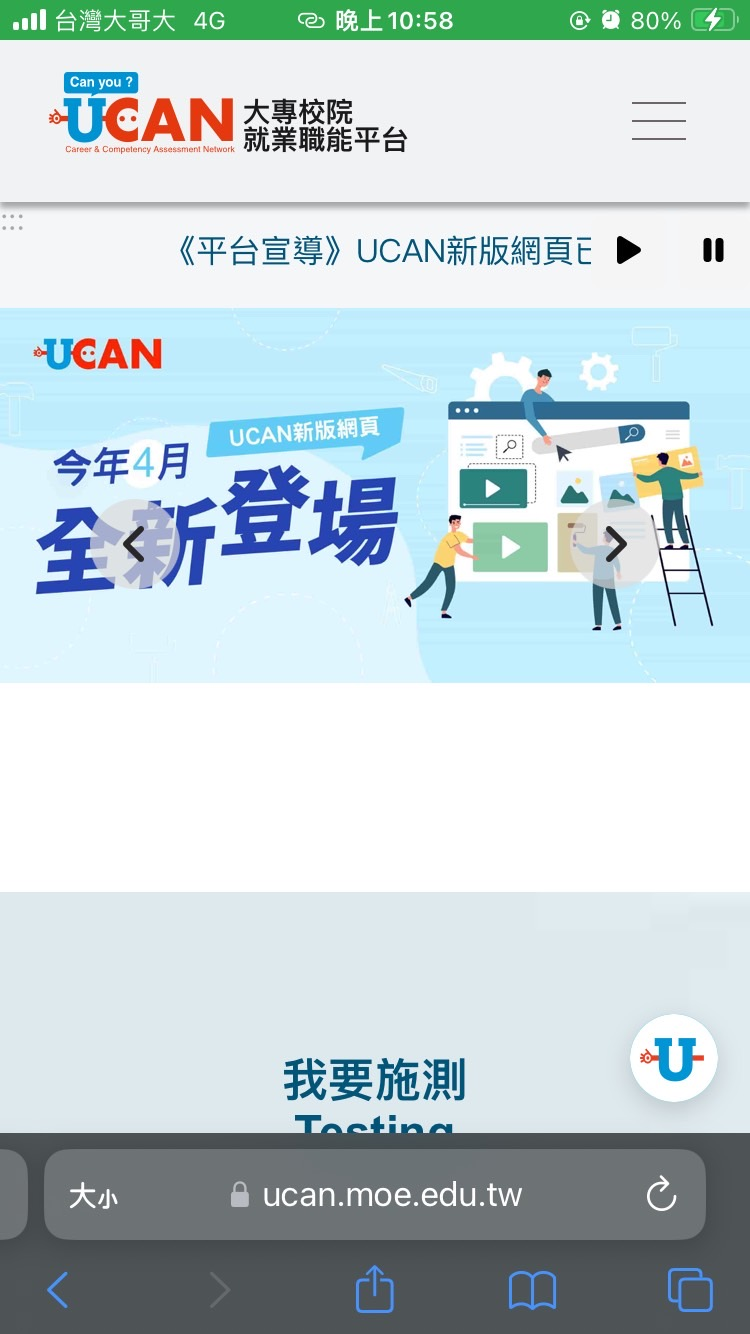 台灣大哥大 4G 晚上10:58 80%
Can you ?
UCAN
Career & Competency Assessment Network
大專校院
就業職能平台
《平台宣導》UCAN新版網頁已
UCAN
UCAN新版網頁
今年4月
全新登場
U
我要施測
Testing
大小 ucan.moe.edu.tw